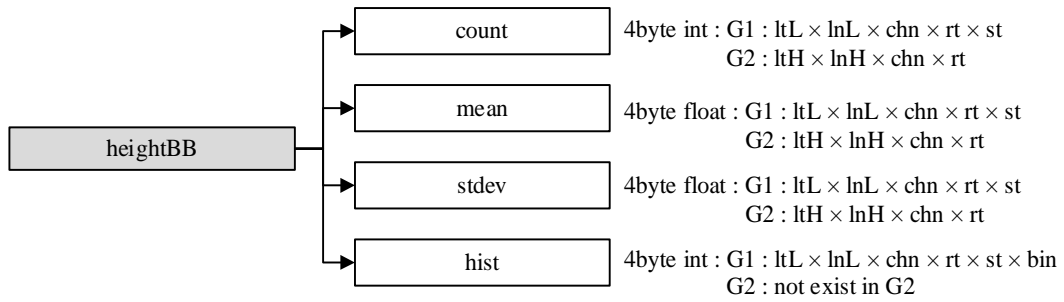 count
4byte int : G1 : ltL × lnL × chn × rt × st
G2 : ltH × lnH × chn × rt
mean
4byte float : G1 : ltL × lnL × chn × rt × st
G2 : ltH × lnH × chn × rt
heightBB
stdev
4byte float : G1 : ltL × lnL × chn × rt × st
G2 : ltH × lnH × chn × rt
hist
4byte int : G1 : ltL × lnL × chn × rt × st × bin
G2 : not exist in G2